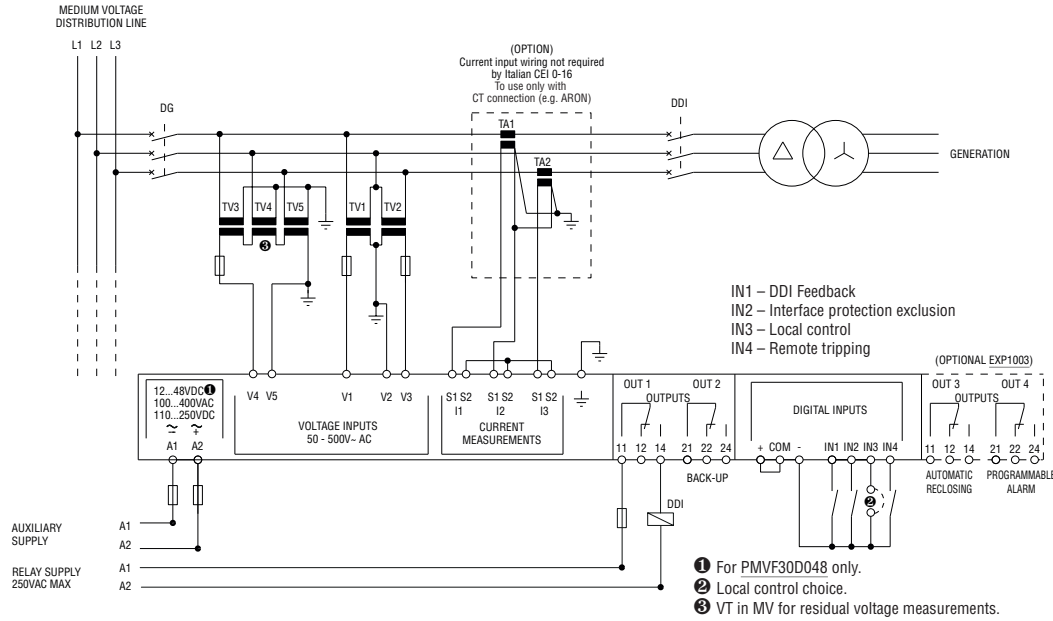 MEDIUM VOLTAGE
DISTRIBUTION LINE
L1 L2 L3
DG
(OPTION)
Current input wiring not required
by Italian CEI 0-16
To use only with
CT connection (e.g. ARON)
TA1
TA2
DDI
GENERATION
TV3 TV4 TV5
TV1 TV2
❸
IN1 – DDI Feedback
IN2 – Interface protection exclusion
IN3 – Local control
IN4 – Remote tripping
(OPTIONAL EXP1003)
12...48VDC❶
100...400VAC
110...250VDC
~ ~
− +
A1 A2
V4 V5 V1 V2 V3
VOLTAGE INPUTS
50 - 500V~ AC
S1 S2 S1 S2 S1 S2
I1 I2 I3
CURRENT
MEASUREMENTS
OUT 1 OUT 2
OUTPUTS
11 12 14 21 22 24
BACK-UP
DIGITAL INPUTS
+ COM - IN1 IN2 IN3 IN4
OUT 3 OUT 4
OUTPUTS
11 12 14 21 22 24
AUTOMATIC
RECLOSING
PROGRAMMABLE
ALARM
❷
DDI
AUXILIARY
SUPPLY
A1
A2
RELAY SUPPLY
250VAC MAX
A1
A2
❶ For PMVF30D048 only.
❷ Local control choice.
❸ VT in MV for residual voltage measurements.